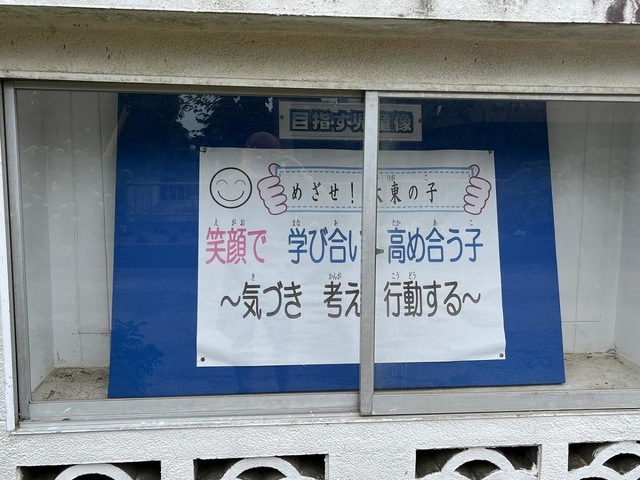 目指す児童像
めざせ！大東の子
笑顔で 学び合い 高め合う子
～気づき 考え 行動する～